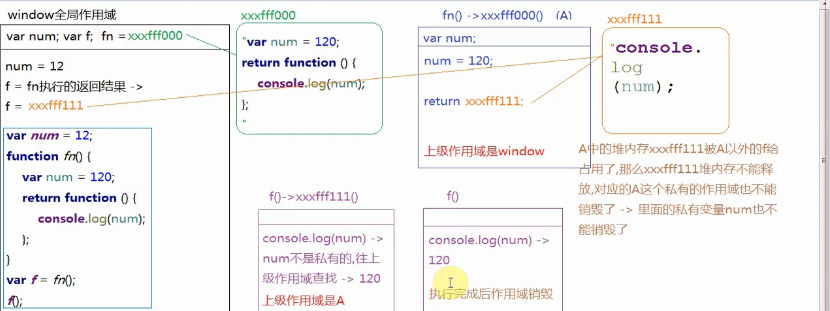 window全局作用域
var num; var f; fn =xxxfff000
num = 12
f = fn执行的返回结果 ->
f = xxxfff111
var num = 12;
function fn() {
var num = 120;
return function () {
console.log(num);
};
}
var f = fn();
f();
xxxfff000
"var num = 120;
return function () {
console.log(num);
};
"
fn() ->xxxfff000() (A)
var num;
num = 120;
return xxxfff111;
上级作用域是window
xxxfff111
"console.
log
(num);
A中的堆内存xxxfff111被A以外的f给
占用了,那么xxxfff111堆内存不能释
放,对应的A这个私有的作用域也不能
销毁了 -> 里面的私有变量num也不
能销毁了
f()->xxxfff111()
console.log(num) ->
num不是私有的,往上
级作用域查找 -> 120
上级作用域是A
f()
console.log(num) ->
120
执行完成后作用域销毁